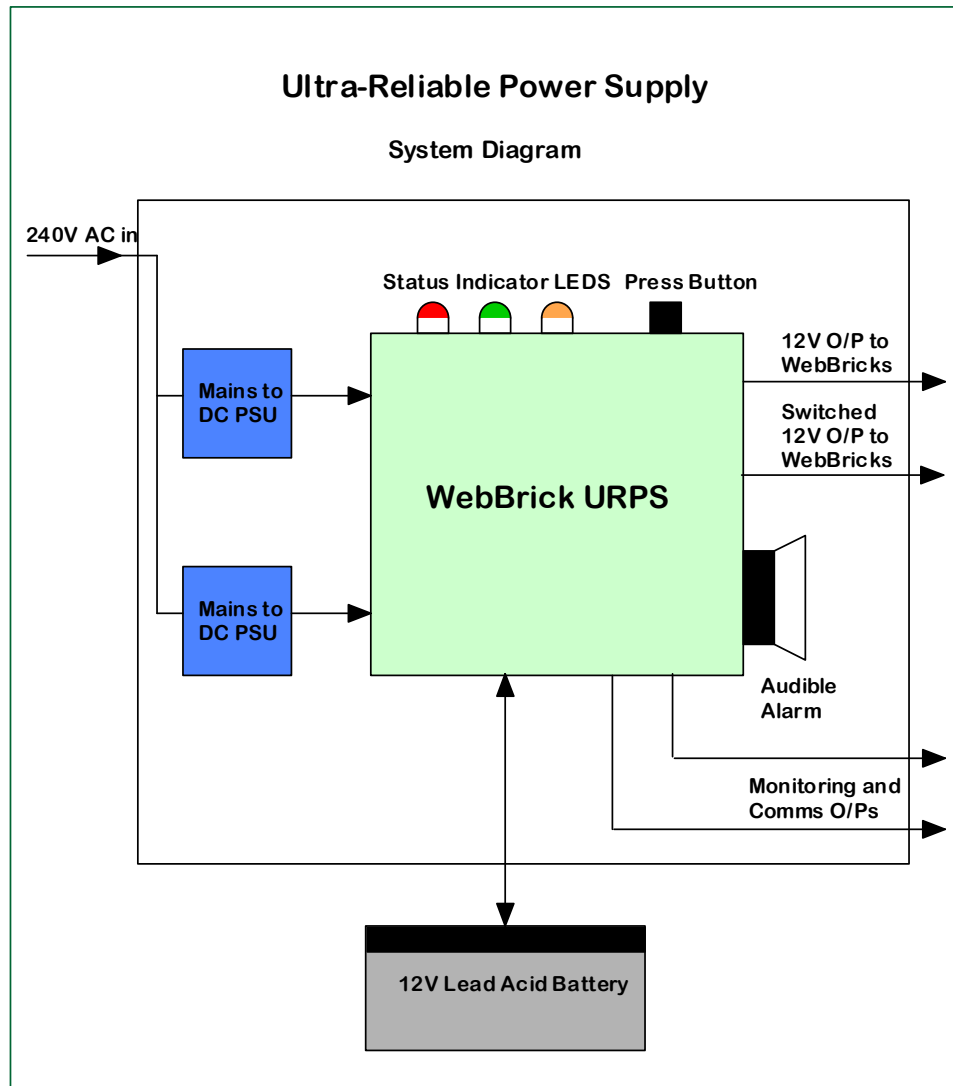 Ultra-Reliable Power Supply
System Diagram
240V AC in
Status Indicator LEDS
Press Button
12V O/P to
WebBricks
Mains to
DC PSU
Switched
12V O/P to
WebBricks
WebBrick URPS
Mains to
DC PSU
Audible
Alarm
Monitoring and
Comms O/Ps
12V Lead Acid Battery